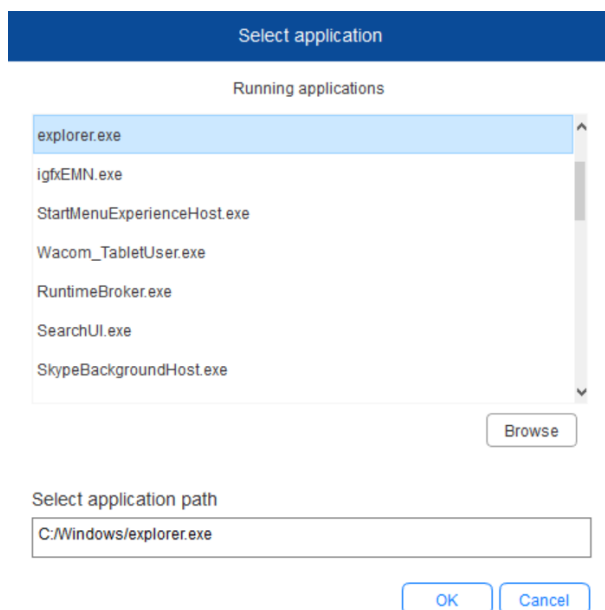 Select application
Running applications
explorer.exe
igfxEMN.exe
StartMenuExperienceHost.exe
Wacom_TabletUser.exe
RuntimeBroker.exe
SearchUI.exe
SkypeBackgroundHost.exe
Browse
Select application path
C:/Windows/explorer.exe
OK Cancel